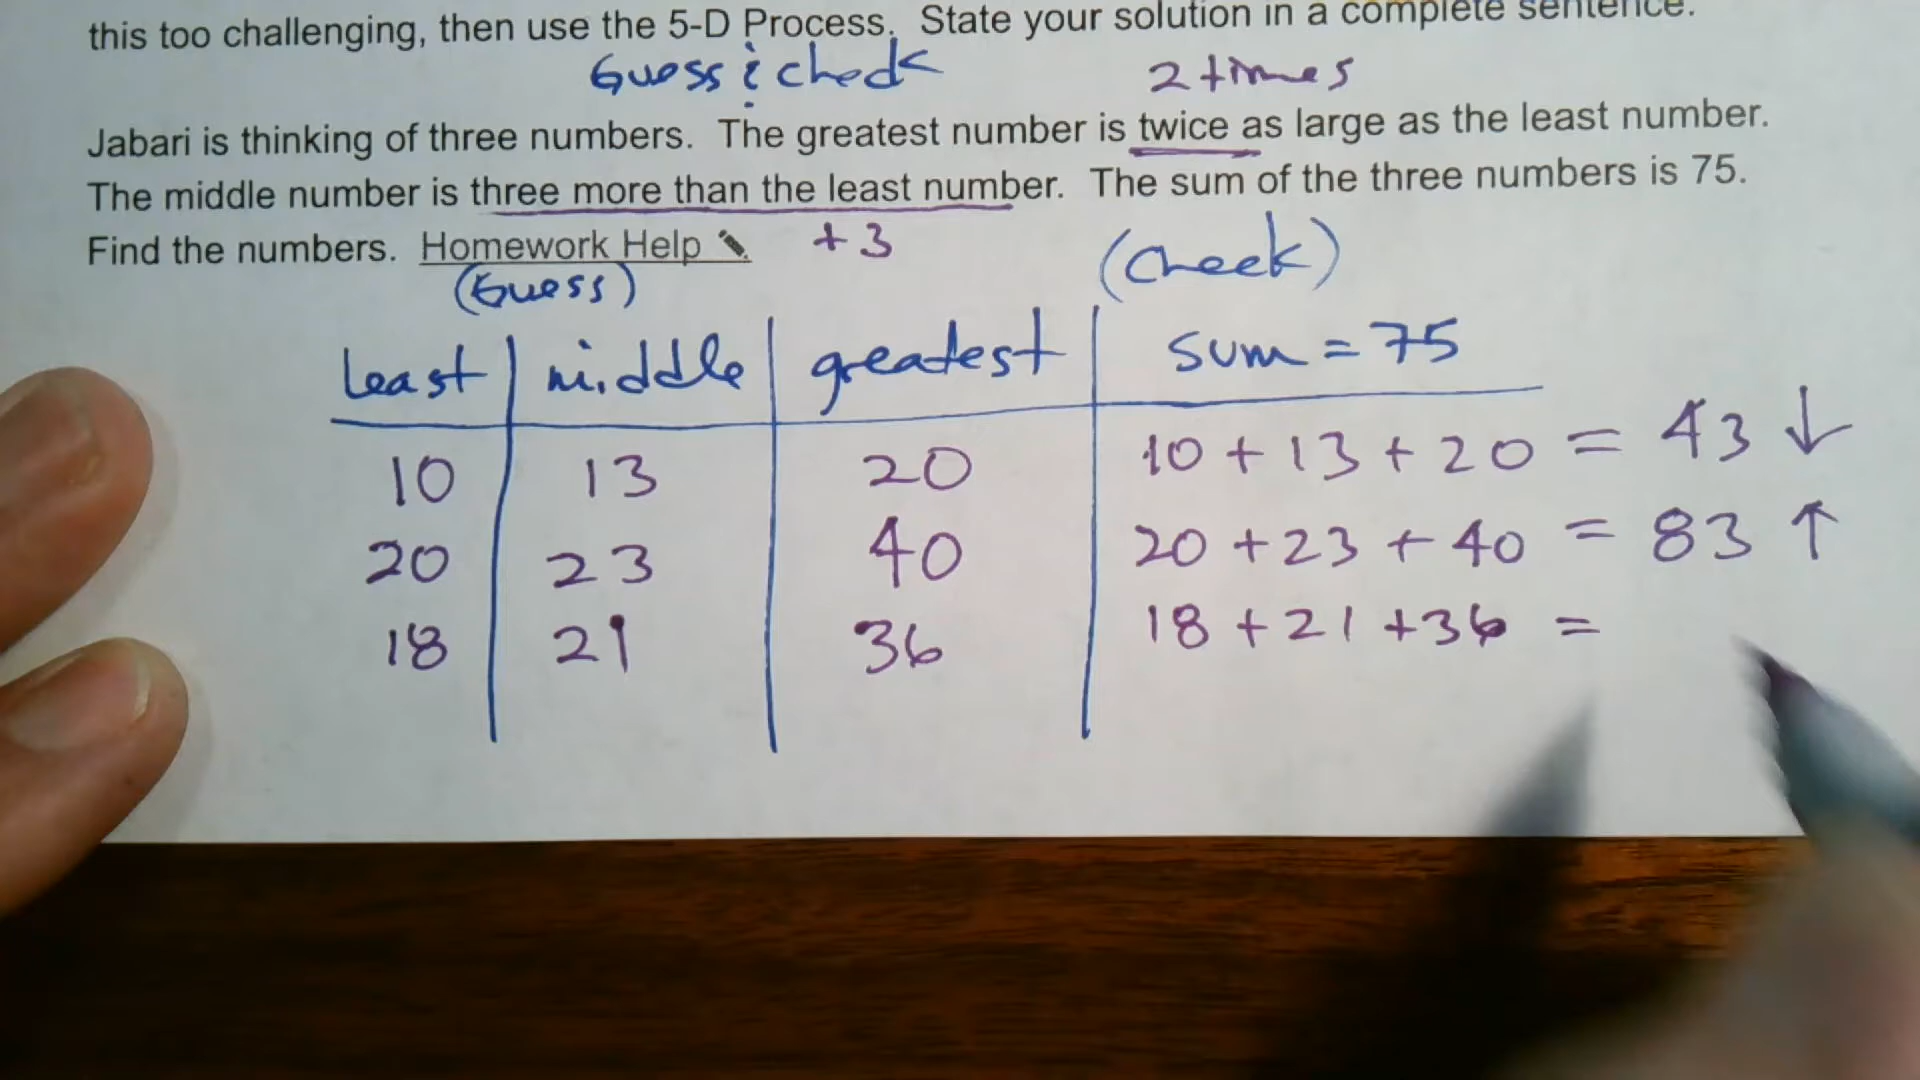 this too challenging, then use the 5-D Process. State your solution in a complete sentence.
Guess & check 2 times
Jabari is thinking of three numbers. The greatest number is twice as large as the least number.
The middle number is three more than the least number. The sum of the three numbers is 75.
Find the numbers. Homework Help ✎ +3 (Check)
(Guess)
least middle greatest sum = 75
10 13 20 10 + 13 + 20 = 43 ↓
20 23 40 20 + 23 + 40 = 83 ↑
18 21 36 18 + 21 + 36 =